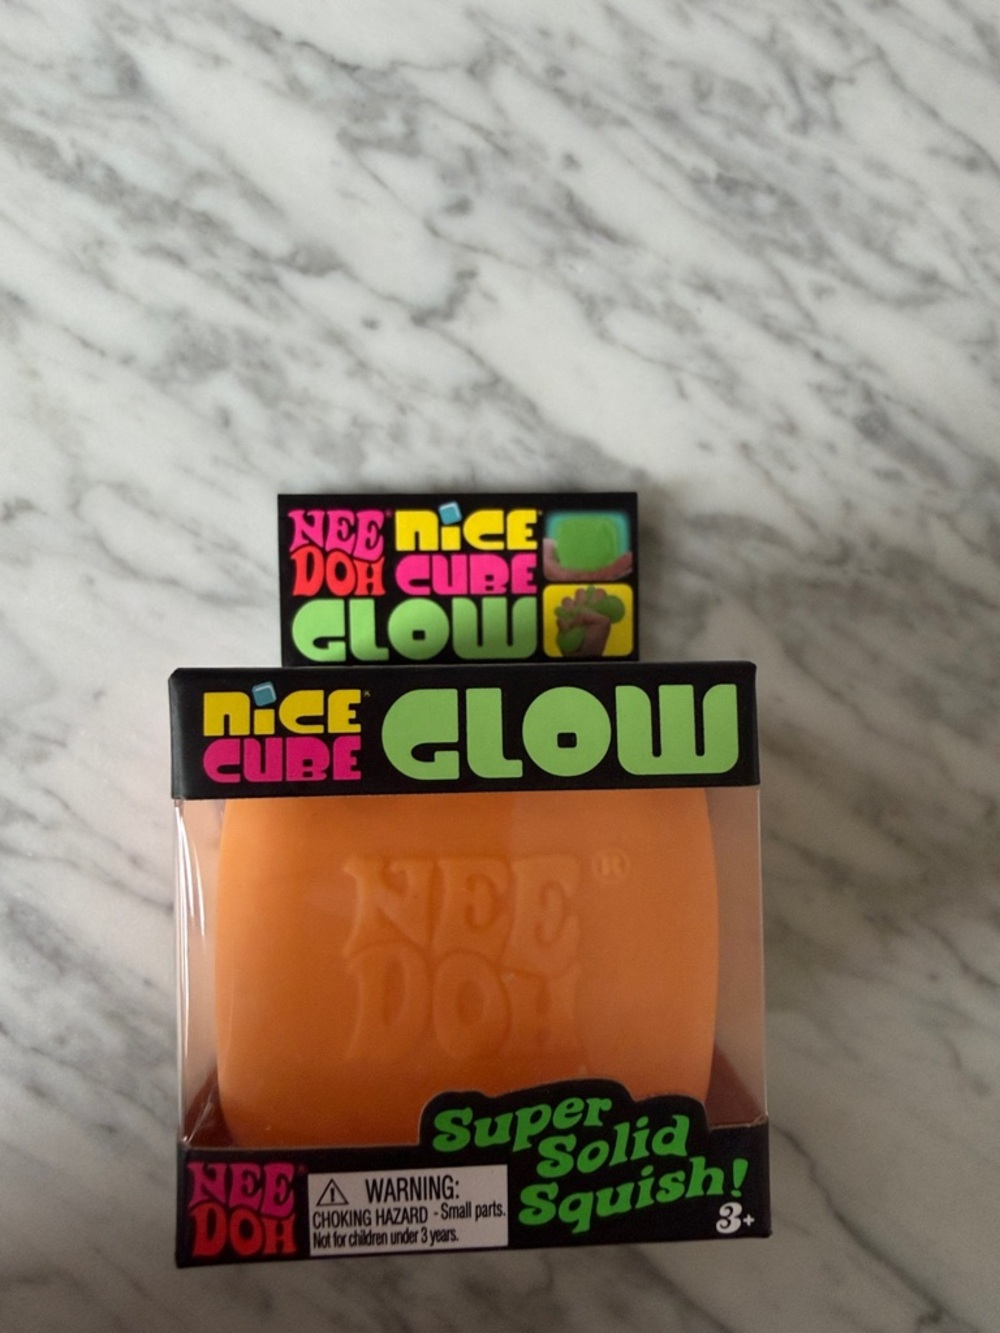 NEE® NiCE®
DOH CUBE
GLOW
NiCE® GLOW
CUBE
NEE®
DOH
Super
Solid
Squish!
3+
NEE®
DOH
WARNING:
CHOKING HAZARD - Small parts.
Not for children under 3 years.